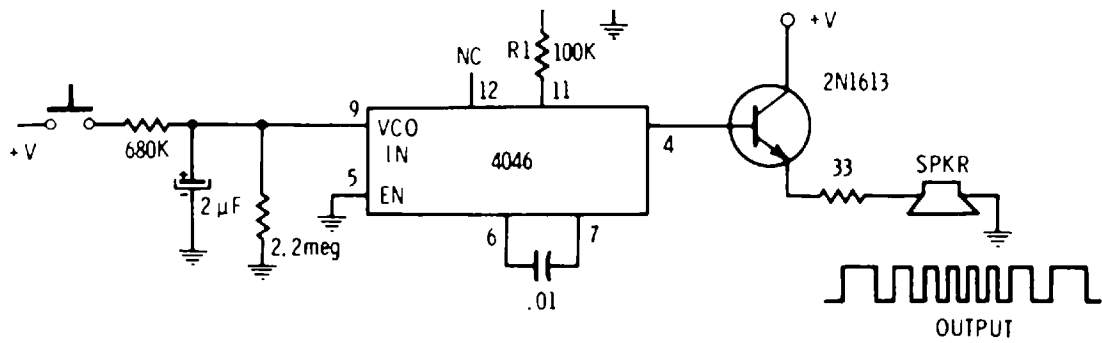 +V
680K
2 µF
2.2meg
9
VCO
IN
5
EN
NC
12
R1
100K
11
4046
6
7
.01
4
+V
2N1613
33
SPKR
OUTPUT